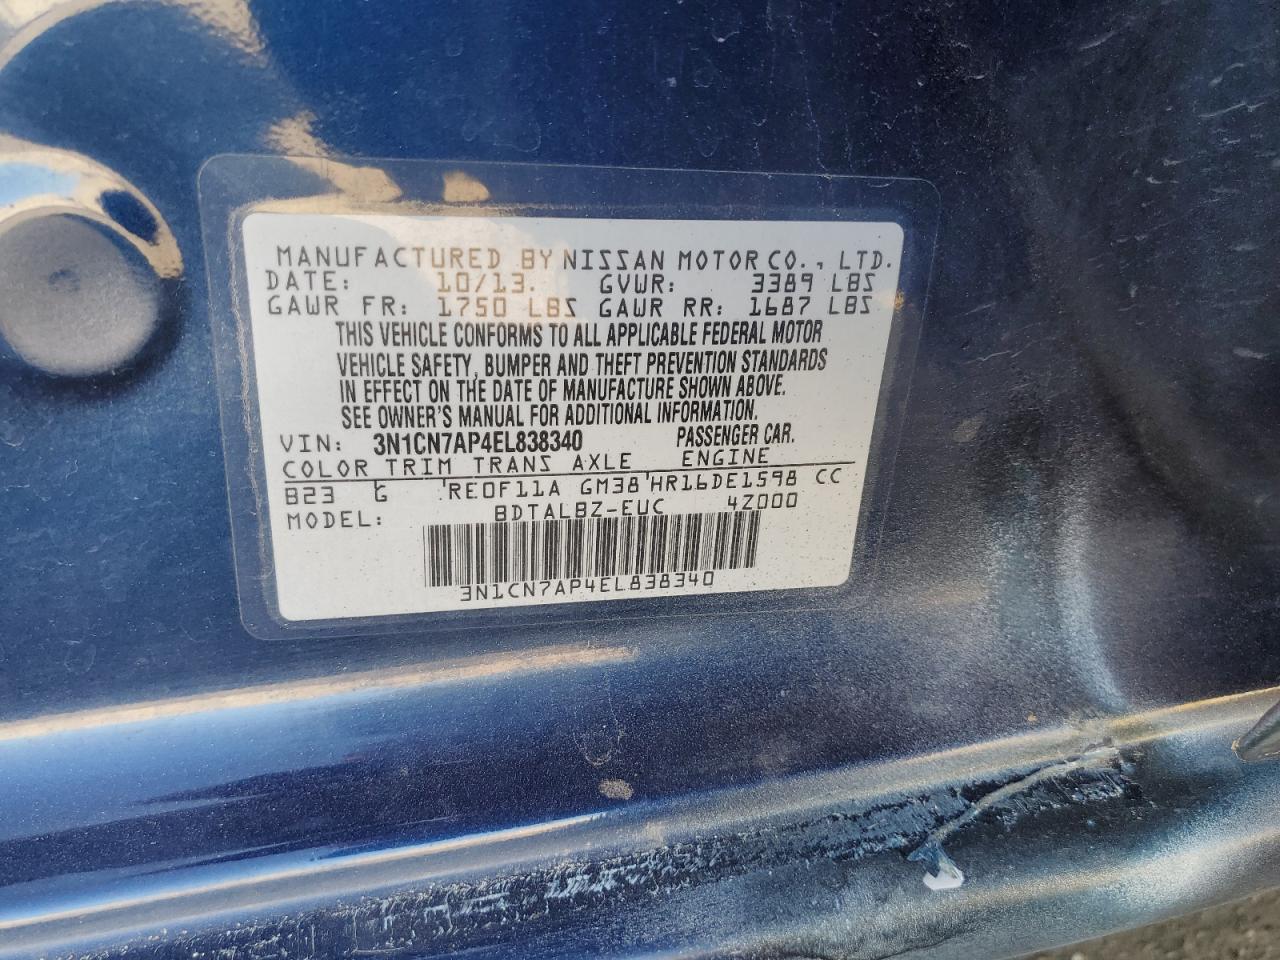 MANUFACTURED BY NISSAN MOTOR CO., LTD.
DATE: 10/13. GVWR: 3389 LBS
GAWR FR: 1750 LBS GAWR RR: 1687 LBS
THIS VEHICLE CONFORMS TO ALL APPLICABLE FEDERAL MOTOR
VEHICLE SAFETY, BUMPER AND THEFT PREVENTION STANDARDS
IN EFFECT ON THE DATE OF MANUFACTURE SHOWN ABOVE.
SEE OWNER'S MANUAL FOR ADDITIONAL INFORMATION.
VIN: 3N1CN7AP4EL838340 PASSENGER CAR.
COLOR TRIM TRANS AXLE ENGINE
B23 G RE0F11A GM38 HR16DE1598 CC
MODEL: BDTALBZ-EUC 4Z000
3N1CN7AP4EL838340